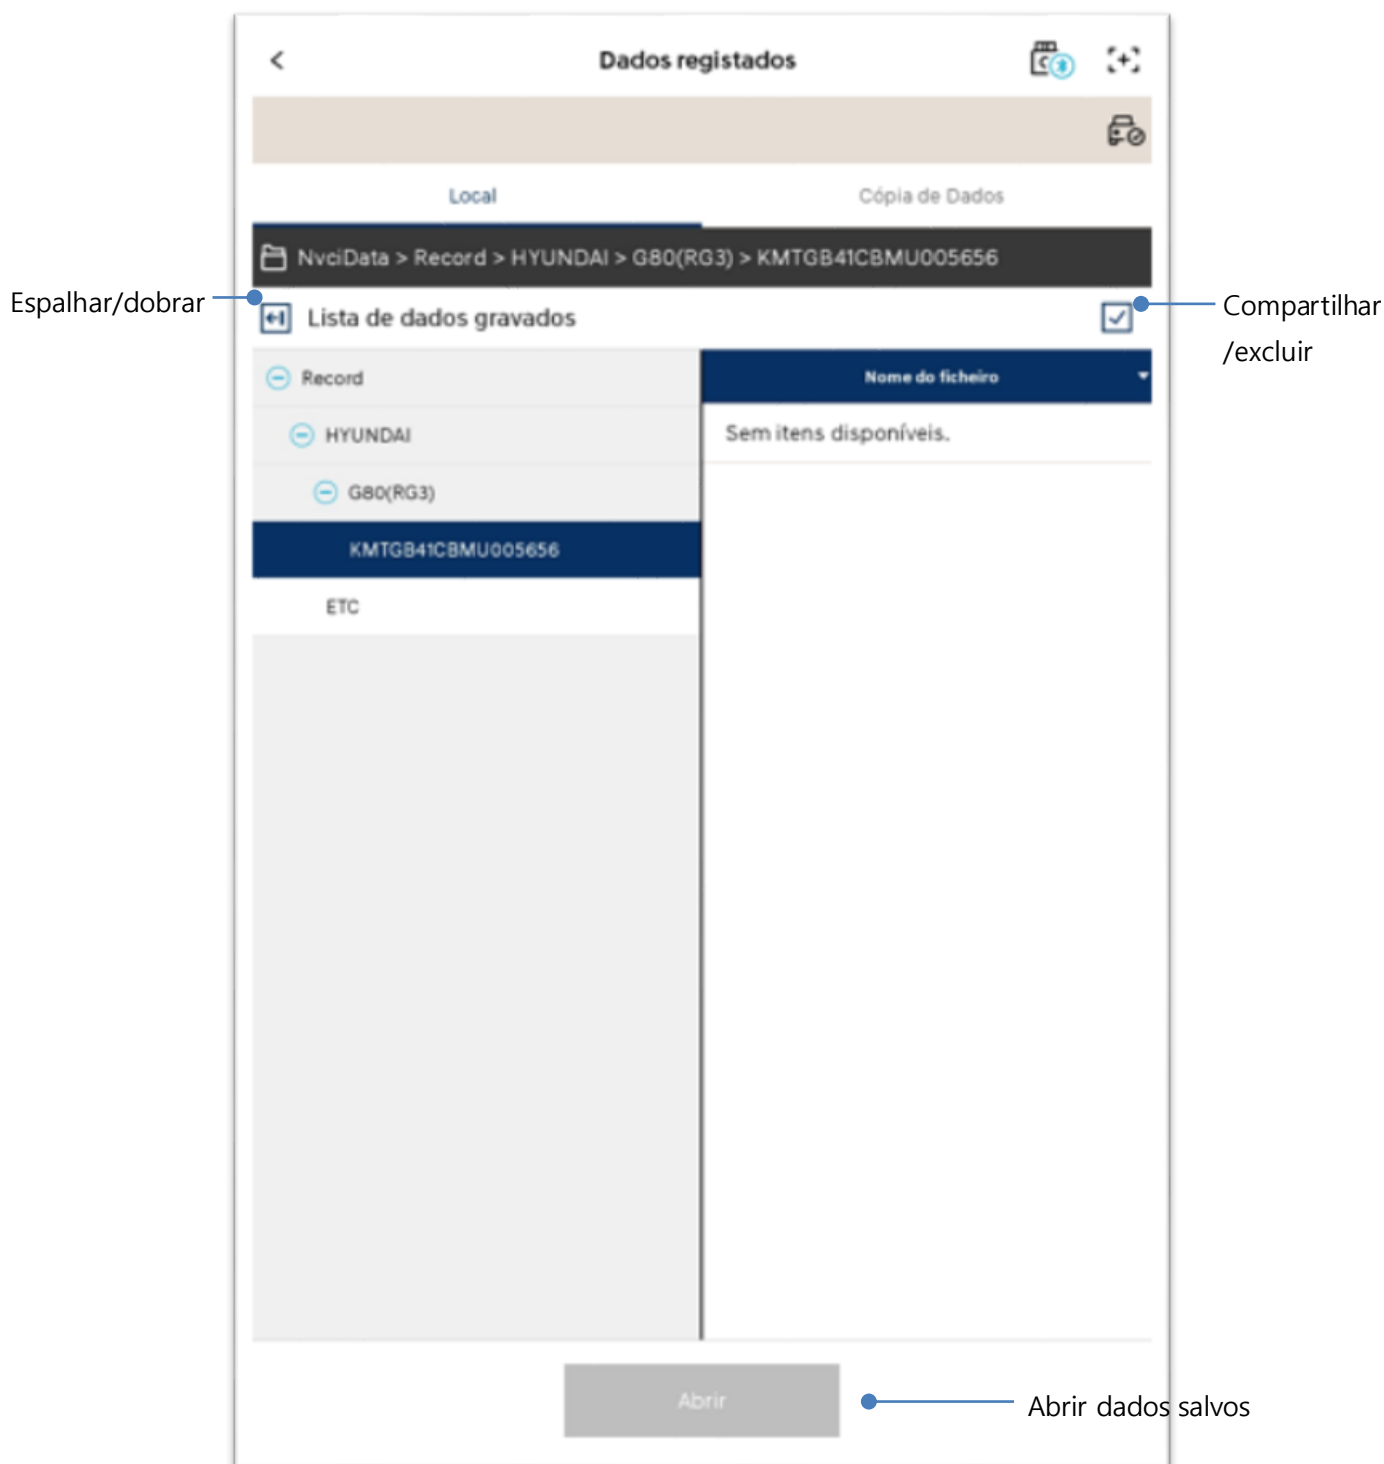 Dados registados
Local
Cópia de Dados
NvciData > Record > HYUNDAI > G80(RG3) > KMTGB41CBMU005656
Espalhar/dobrar
Lista de dados gravados
Compartilhar
/excluir
Record
Nome do ficheiro
HYUNDAI
Sem itens disponíveis.
G80(RG3)
KMTGB41CBMU005656
ETC
Abrir
Abrir dados salvos